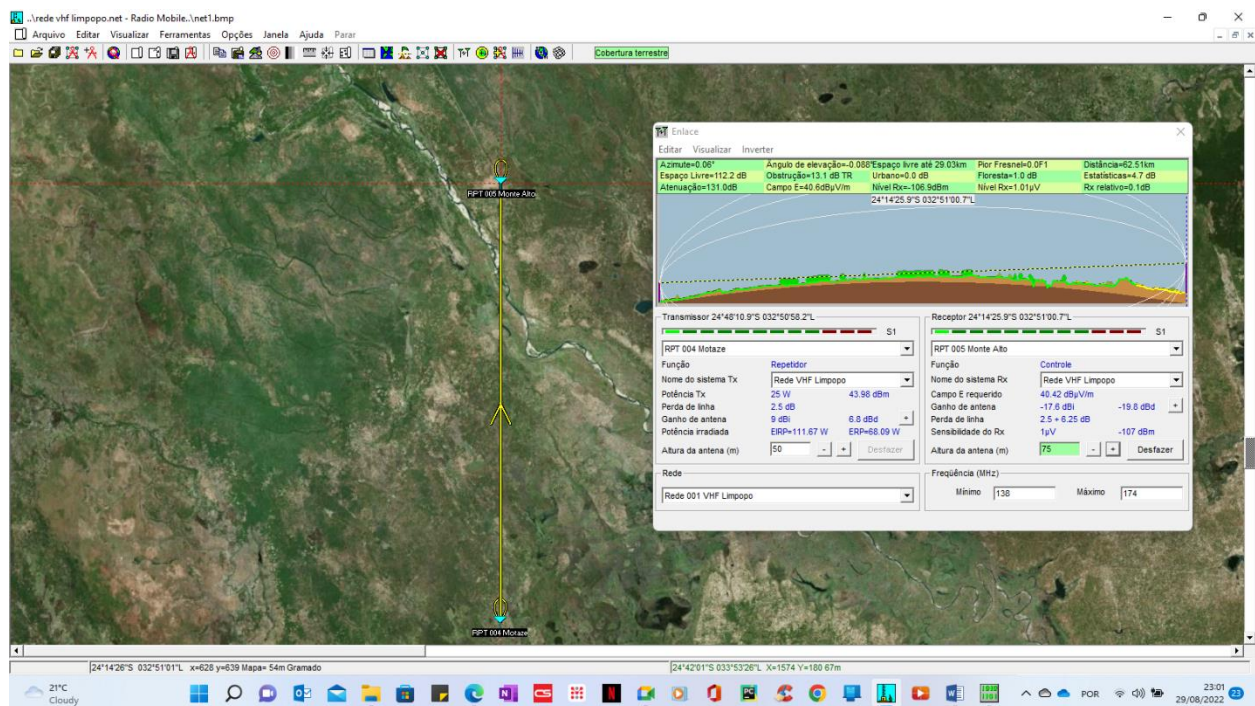 ..\rede vhf limpopo.net - Radio Mobile..\net1.bmp
Arquivo Editar Visualizar Ferramentas Opções Janela Ajuda Parar
Cobertura terrestre
RPT 005 Monte Alto
RPT 004 Motaze
Enlace
Editar Visualizar Inverter
Azimute=0.06° Ângulo de elevação=-0.088° Espaço livre até 29.03km Pior Fresnel=0.0F1 Distância=62.51km
Espaço Livre=112.2 dB Obstrução=13.1 dB TR Urbano=0.0 dB Floresta=1.0 dB Estatísticas=4.7 dB
Atenuação=131.0dB Campo E=40.6dBµV/m Nível Rx=-106.9dBm Nível Rx=1.01µV Rx relativo=0.1dB
24°14'25.9"S 032°51'00.7"L
Transmissor 24°48'10.9"S 032°50'58.2"L
S1
RPT 004 Motaze
Função Repetidor
Nome do sistema Tx Rede VHF Limpopo
Potência Tx 25 W 43.98 dBm
Perda de linha 2.5 dB
Ganho de antena 9 dBi 6.8 dBd +
Potência irradiada EIRP=111.67 W ERP=68.09 W
Altura da antena (m) 50 - + Desfazer
Receptor 24°14'25.9"S 032°51'00.7"L
S1
RPT 005 Monte Alto
Função Controle
Nome do sistema Rx Rede VHF Limpopo
Campo E requerido 40.42 dBµV/m
Ganho de antena -17.6 dBi -19.8 dBd +
Perda de linha 2.5 + 6.25 dB
Sensibilidade do Rx 1µV -107 dBm
Altura da antena (m) 75 - + Desfazer
Rede
Rede 001 VHF Limpopo
Freqüência (MHz)
Mínimo 138 Máximo 174
24°14'26"S 032°51'01"L x=628 y=639 Mapa= 54m Gramado
24°42'01"S 033°53'26"L X=1574 Y=180 67m
21°C
Cloudy
POR
23:01
29/08/2022
23